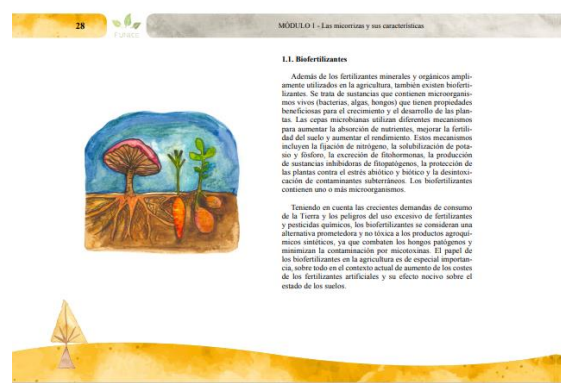 28
MÓDULO 1 - Las micorrizas y sus características
1.1. Biofertilizantes
Además de los fertilizantes minerales y orgánicos ampli-
amente utilizados en la agricultura, también existen bioferti-
lizantes. Se trata de sustancias que contienen microorganis-
mos vivos (bacterias, algas, hongos) que tienen propiedades
beneficiosas para el crecimiento y el desarrollo de las plan-
tas. Las cepas microbianas utilizan diferentes mecanismos
para aumentar la absorción de nutrientes, mejorar la fertili-
dad del suelo y aumentar el rendimiento. Estos mecanismos
incluyen la fijación de nitrógeno, la solubilización de pota-
sio y fósforo, la excreción de fitohormonas, la producción
de sustancias inhibidoras de fitopatógenos, la protección de
las plantas contra el estrés abiótico y biótico y la desintoxi-
cación de contaminantes subterráneos. Los biofertilizantes
contienen uno o más microorganismos.
Teniendo en cuenta las crecientes demandas de consumo
de la Tierra y los peligros del uso excesivo de fertilizantes
y pesticidas químicos, los biofertilizantes se consideran una
alternativa prometedora y no tóxica a los productos agroquí-
micos sintéticos, ya que combaten los hongos patógenos y
minimizan la contaminación por micotoxinas. El papel de
los biofertilizantes en la agricultura es de especial importan-
cia, sobre todo en el contexto actual de aumento de los costes
de los fertilizantes artificiales y su efecto nocivo sobre el
estado de los suelos.